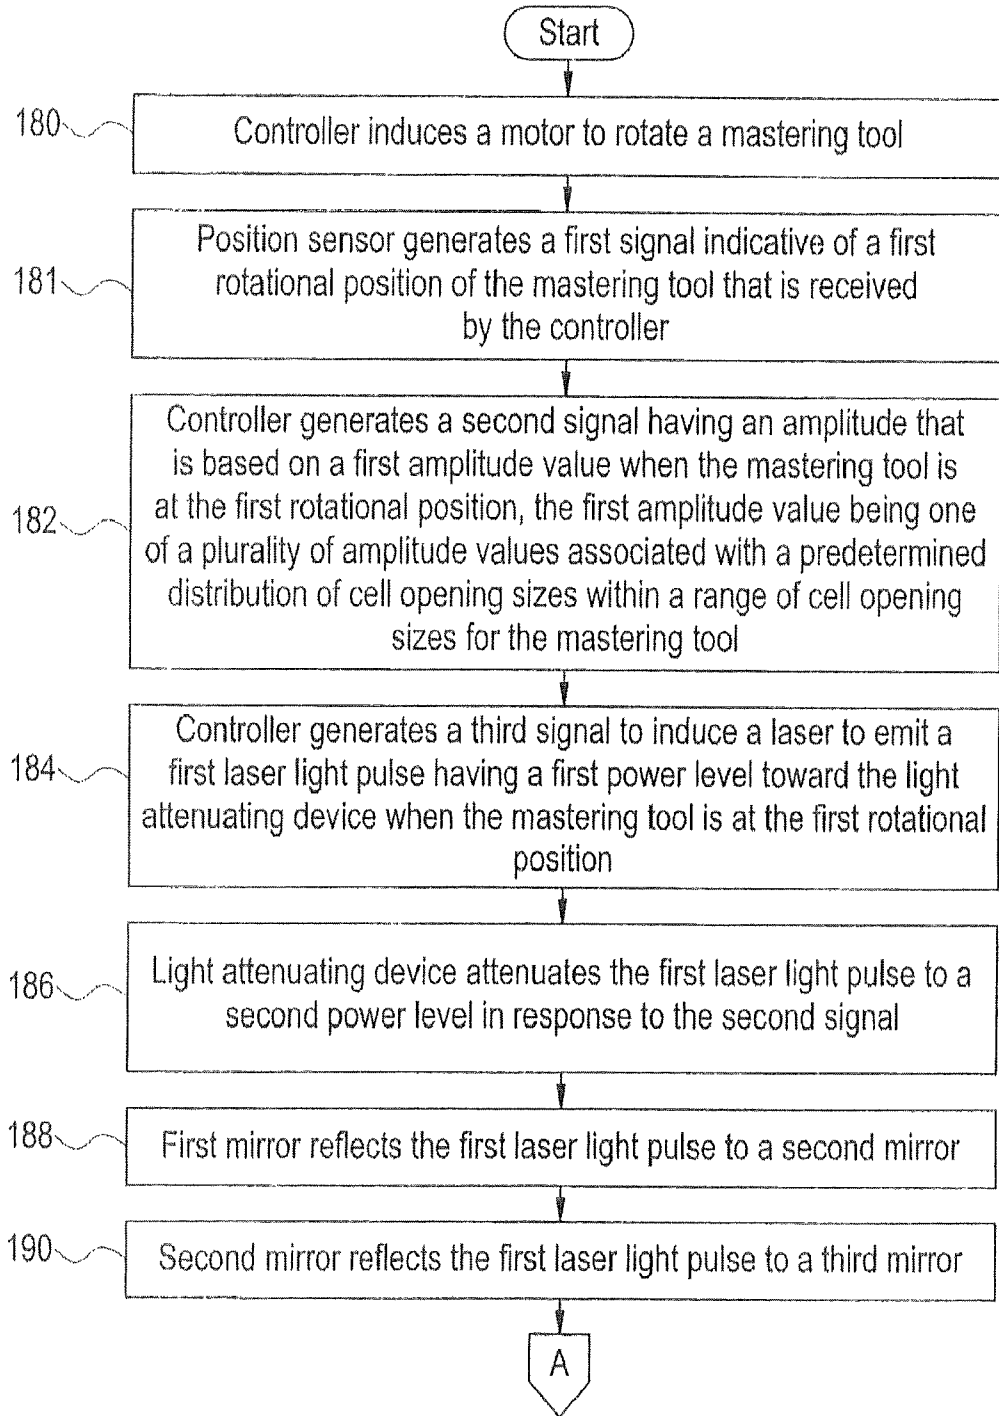 Start
180
Controller induces a motor to rotate a mastering tool
181
Position sensor generates a first signal indicative of a first
rotational position of the mastering tool that is received
by the controller
182
Controller generates a second signal having an amplitude that
is based on a first amplitude value when the mastering tool is
at the first rotational position, the first amplitude value being one
of a plurality of amplitude values associated with a predetermined
distribution of cell opening sizes within a range of cell opening
sizes for the mastering tool
184
Controller generates a third signal to induce a laser to emit a
first laser light pulse having a first power level toward the light
attenuating device when the mastering tool is at the first rotational
position
186
Light attenuating device attenuates the first laser light pulse to a
second power level in response to the second signal
188
First mirror reflects the first laser light pulse to a second mirror
190
Second mirror reflects the first laser light pulse to a third mirror
A